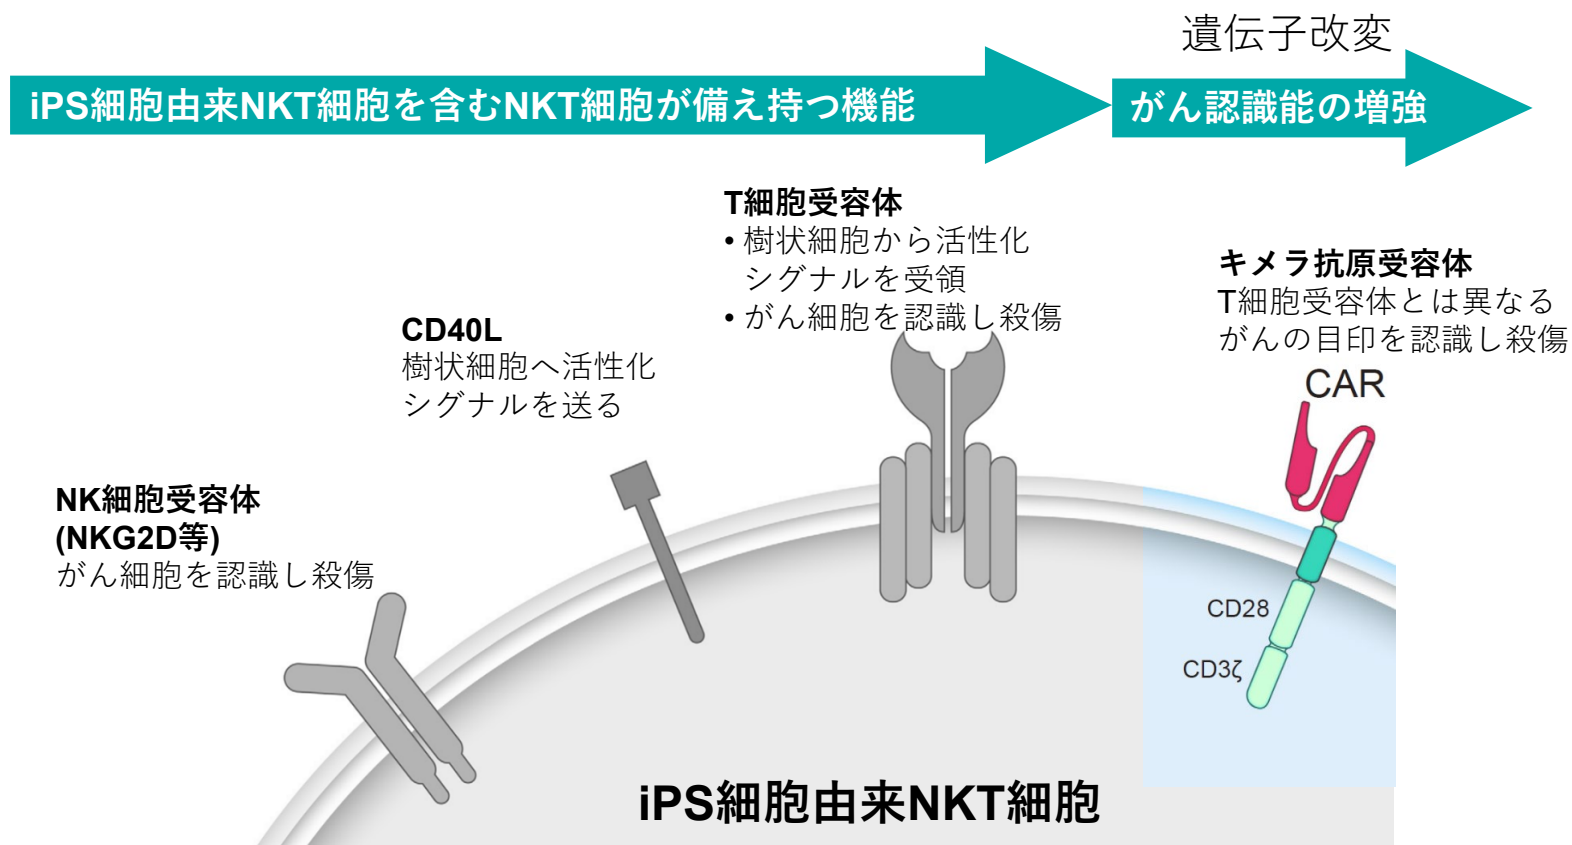 遺伝子改変
iPS細胞由来NKT細胞を含むNKT細胞が備え持つ機能
がん認識能の増強
T細胞受容体
• 樹状細胞から活性化
シグナルを受領
• がん細胞を認識し殺傷
キメラ抗原受容体
T細胞受容体とは異なる
がんの目印を認識し殺傷
CAR
CD40L
樹状細胞へ活性化
シグナルを送る
NK細胞受容体
(NKG2D等)
がん細胞を認識し殺傷
CD28
CD3ζ
iPS細胞由来NKT細胞